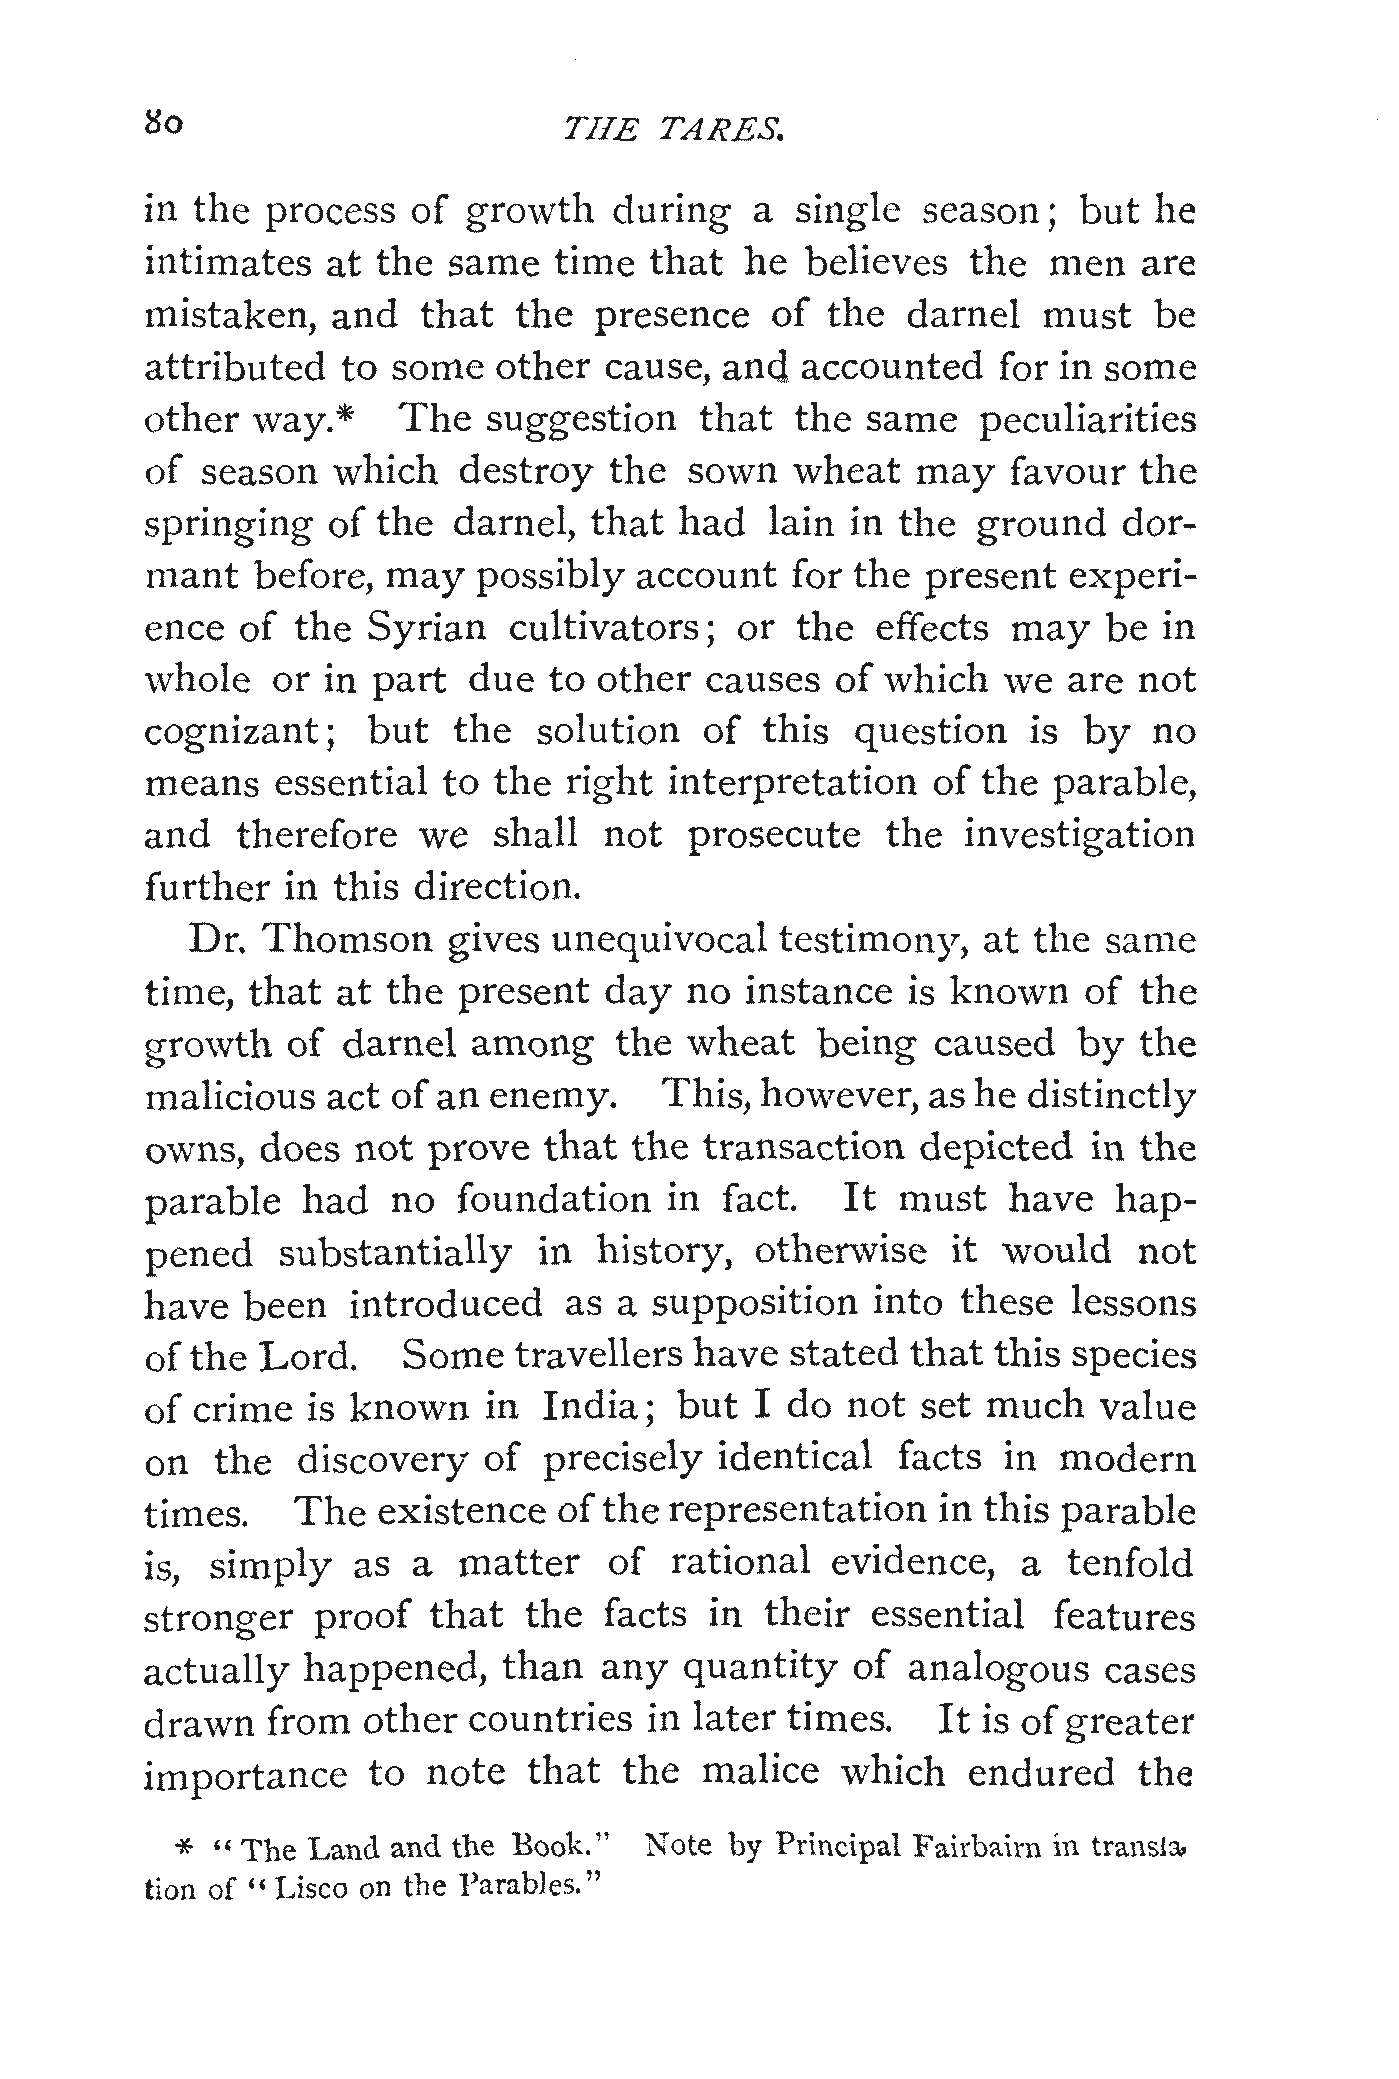 80 THE TARES.
in the process of growth during a single season; but he
intimates at the same time that he believes the men are
mistaken, and that the presence of the darnel must be
attributed to some other cause, and accounted for in some
other way.* The suggestion that the same peculiarities
of season which destroy the sown wheat may favour the
springing of the darnel, that had lain in the ground dor-
mant before, may possibly account for the present experi-
ence of the Syrian cultivators; or the effects may be in
whole or in part due to other causes of which we are not
cognizant; but the solution of this question is by no
means essential to the right interpretation of the parable,
and therefore we shall not prosecute the investigation
further in this direction.
Dr. Thomson gives unequivocal testimony, at the same
time, that at the present day no instance is known of the
growth of darnel among the wheat being caused by the
malicious act of an enemy. This, however, as he distinctly
owns, does not prove that the transaction depicted in the
parable had no foundation in fact. It must have hap-
pened substantially in history, otherwise it would not
have been introduced as a supposition into these lessons
of the Lord. Some travellers have stated that this species
of crime is known in India; but I do not set much value
on the discovery of precisely identical facts in modern
times. The existence of the representation in this parable
is, simply as a matter of rational evidence, a tenfold
stronger proof that the facts in their essential features
actually happened, than any quantity of analogous cases
drawn from other countries in later times. It is of greater
importance to note that the malice which endured the
* "The Land and the Book." Note by Principal Fairbairn in transla-
tion of "Lisco on the Parables."